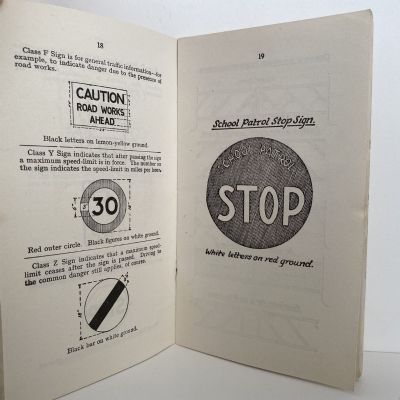 18
Class F Sign is for general traffic information—for
example, to indicate danger due to the presence of
road works.
CAUTION
ROAD WORKS
AHEAD
Black letters on lemon-yellow ground.
Class Y Sign indicates that after passing the sign
a maximum speed-limit is in force. The number on
the sign indicates the speed-limit in miles per hour.
30
Red outer circle. Black figures on white ground.
Class Z Sign indicates that a maximum speed-
limit ceases after the sign is passed. Driving to
the common danger still applies, of course.
Black bar on white ground.
19
School Patrol Stop Sign.
SCHOOL PATROL
STOP
White letters on red ground.